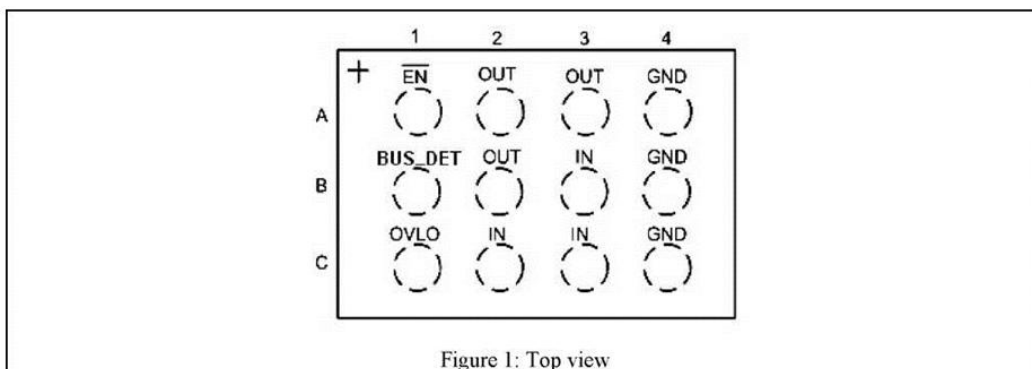 1 2 3 4
+ E̅N̅ OUT OUT GND
A
BUS_DET OUT IN GND
B
OVLO IN IN GND
C
Figure 1: Top view